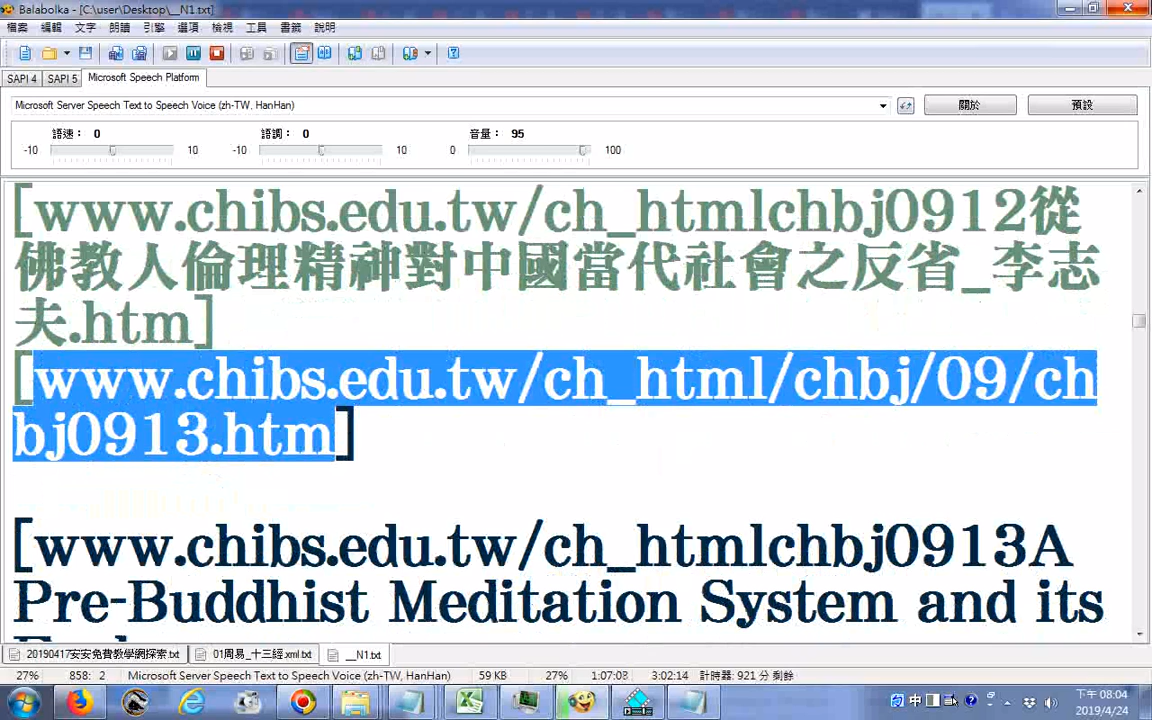 Balabolka - [C:\user\Desktop\__N1.txt]
檔案 編輯 文字 朗讀 引擎 選項 檢視 工具 書籤 說明
SAPI 4 SAPI 5 Microsoft Speech Platform
Microsoft Server Speech Text to Speech Voice (zh-TW, HanHan) 關於 預設
語速： 0 語調： 0 音量： 95
-10 10 -10 10 0 100
[www.chibs.edu.tw/ch_htmlchbj0912從
佛教人倫理精神對中國當代社會之反省_李志
夫.htm]
[www.chibs.edu.tw/ch_html/chbj/09/ch
bj0913.htm]
[www.chibs.edu.tw/ch_htmlchbj0913A
Pre-Buddhist Meditation System and its
20190417安安免費教學網探索.txt 01周易_十三經.xml.txt __N1.txt
27% 858: 2 Microsoft Server Speech Text to Speech Voice (zh-TW, HanHan) 59 KB 27% 1:07:08 3:02:14 計時器: 921 分 剩餘
中 下午 08:04
2019/4/24